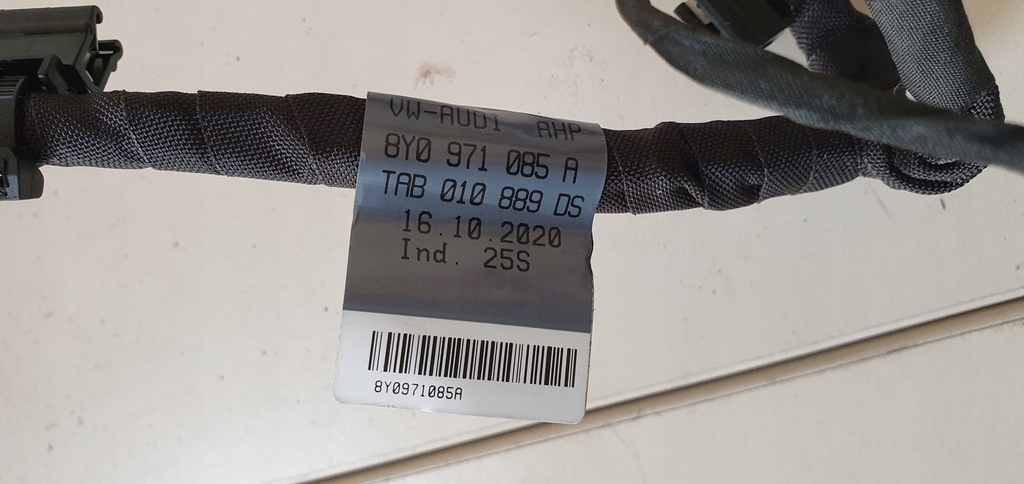 VW-AUDI AHP
8Y0 971 085 A
TAB 010 889 DS
16.10.2020
Ind. 25S
8Y0971085A